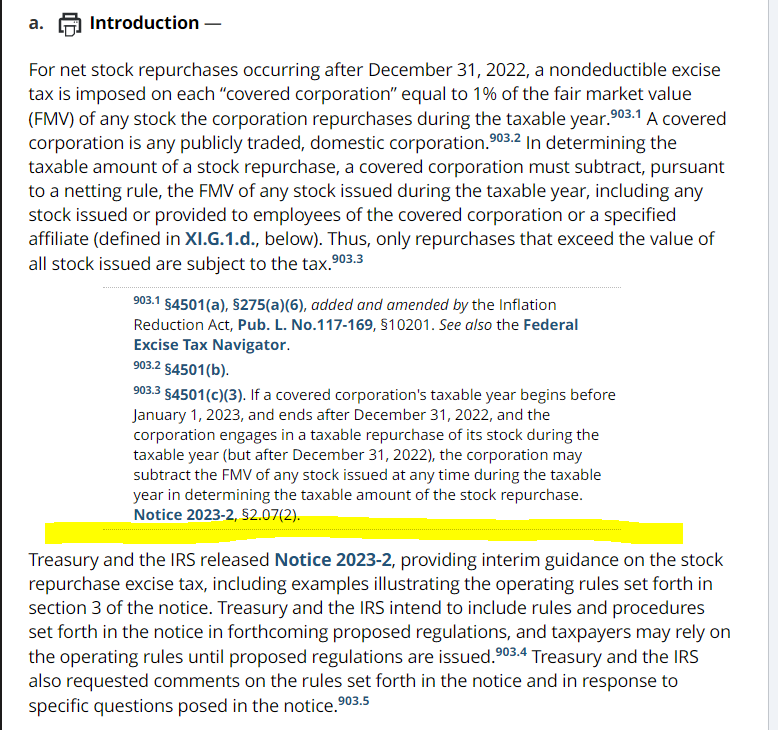 a. Introduction —
For net stock repurchases occurring after December 31, 2022, a nondeductible excise
tax is imposed on each “covered corporation” equal to 1% of the fair market value
(FMV) of any stock the corporation repurchases during the taxable year.903.1 A covered
corporation is any publicly traded, domestic corporation.903.2 In determining the
taxable amount of a stock repurchase, a covered corporation must subtract, pursuant
to a netting rule, the FMV of any stock issued during the taxable year, including any
stock issued or provided to employees of the covered corporation or a specified
affiliate (defined in XI.G.1.d., below). Thus, only repurchases that exceed the value of
all stock issued are subject to the tax.903.3
903.1 §4501(a), §275(a)(6), added and amended by the Inflation
Reduction Act, Pub. L. No.117-169, §10201. See also the Federal
Excise Tax Navigator.
903.2 §4501(b).
903.3 §4501(c)(3). If a covered corporation's taxable year begins before
January 1, 2023, and ends after December 31, 2022, and the
corporation engages in a taxable repurchase of its stock during the
taxable year (but after December 31, 2022), the corporation may
subtract the FMV of any stock issued at any time during the taxable
year in determining the taxable amount of the stock repurchase.
Notice 2023-2, §2.07(2).
Treasury and the IRS released Notice 2023-2, providing interim guidance on the stock
repurchase excise tax, including examples illustrating the operating rules set forth in
section 3 of the notice. Treasury and the IRS intend to include rules and procedures
set forth in the notice in forthcoming proposed regulations, and taxpayers may rely on
the operating rules until proposed regulations are issued.903.4 Treasury and the IRS
also requested comments on the rules set forth in the notice and in response to
specific questions posed in the notice.903.5